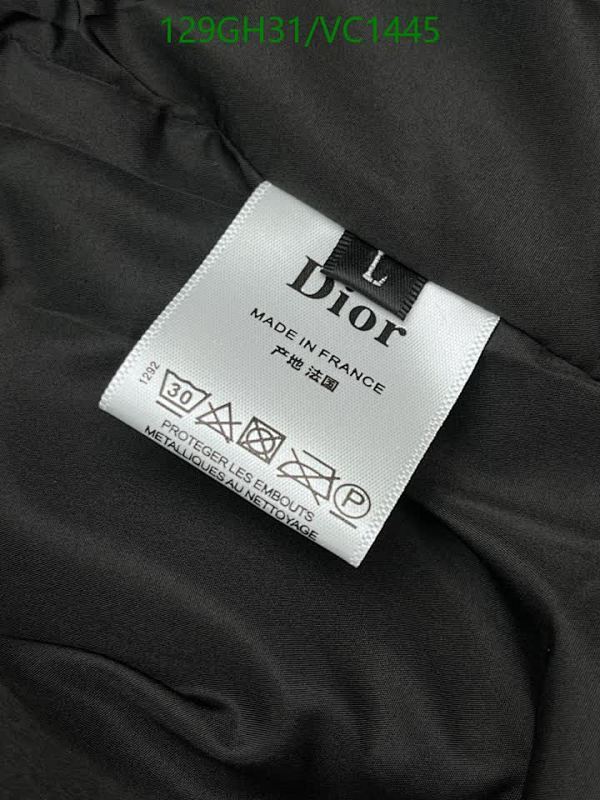 129GH31/VC1445
L
Dior
MADE IN FRANCE
产地 法国
1292
30
P
PROTEGER LES EMBOUTS
METALLIQUES AU NETTOYAGE